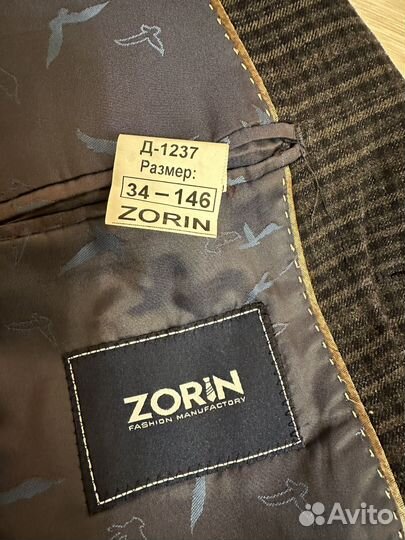 Д-1237
Размер:
34-146
ZORIN
ZORiN
FASHION MANUFACTORY
Avito